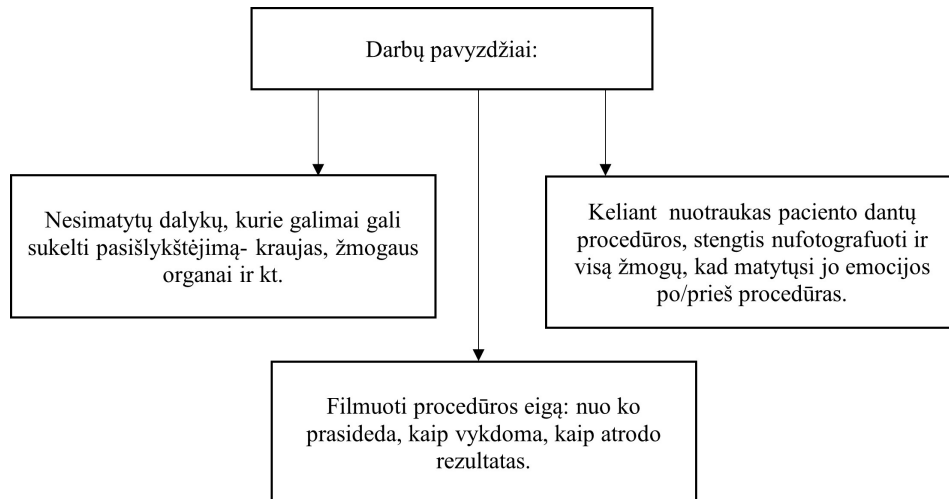 Darbų pavyzdžiai:
Nesimatytų dalykų, kurie galimai gali
sukelti pasišlykštėjimą- kraujas, žmogaus
organai ir kt.
Keliant  nuotraukas paciento dantų
procedūros, stengtis nufotografuoti ir
visą žmogų, kad matytųsi jo emocijos
po/prieš procedūras.
Filmuoti procedūros eigą: nuo ko
prasideda, kaip vykdoma, kaip atrodo
rezultatas.